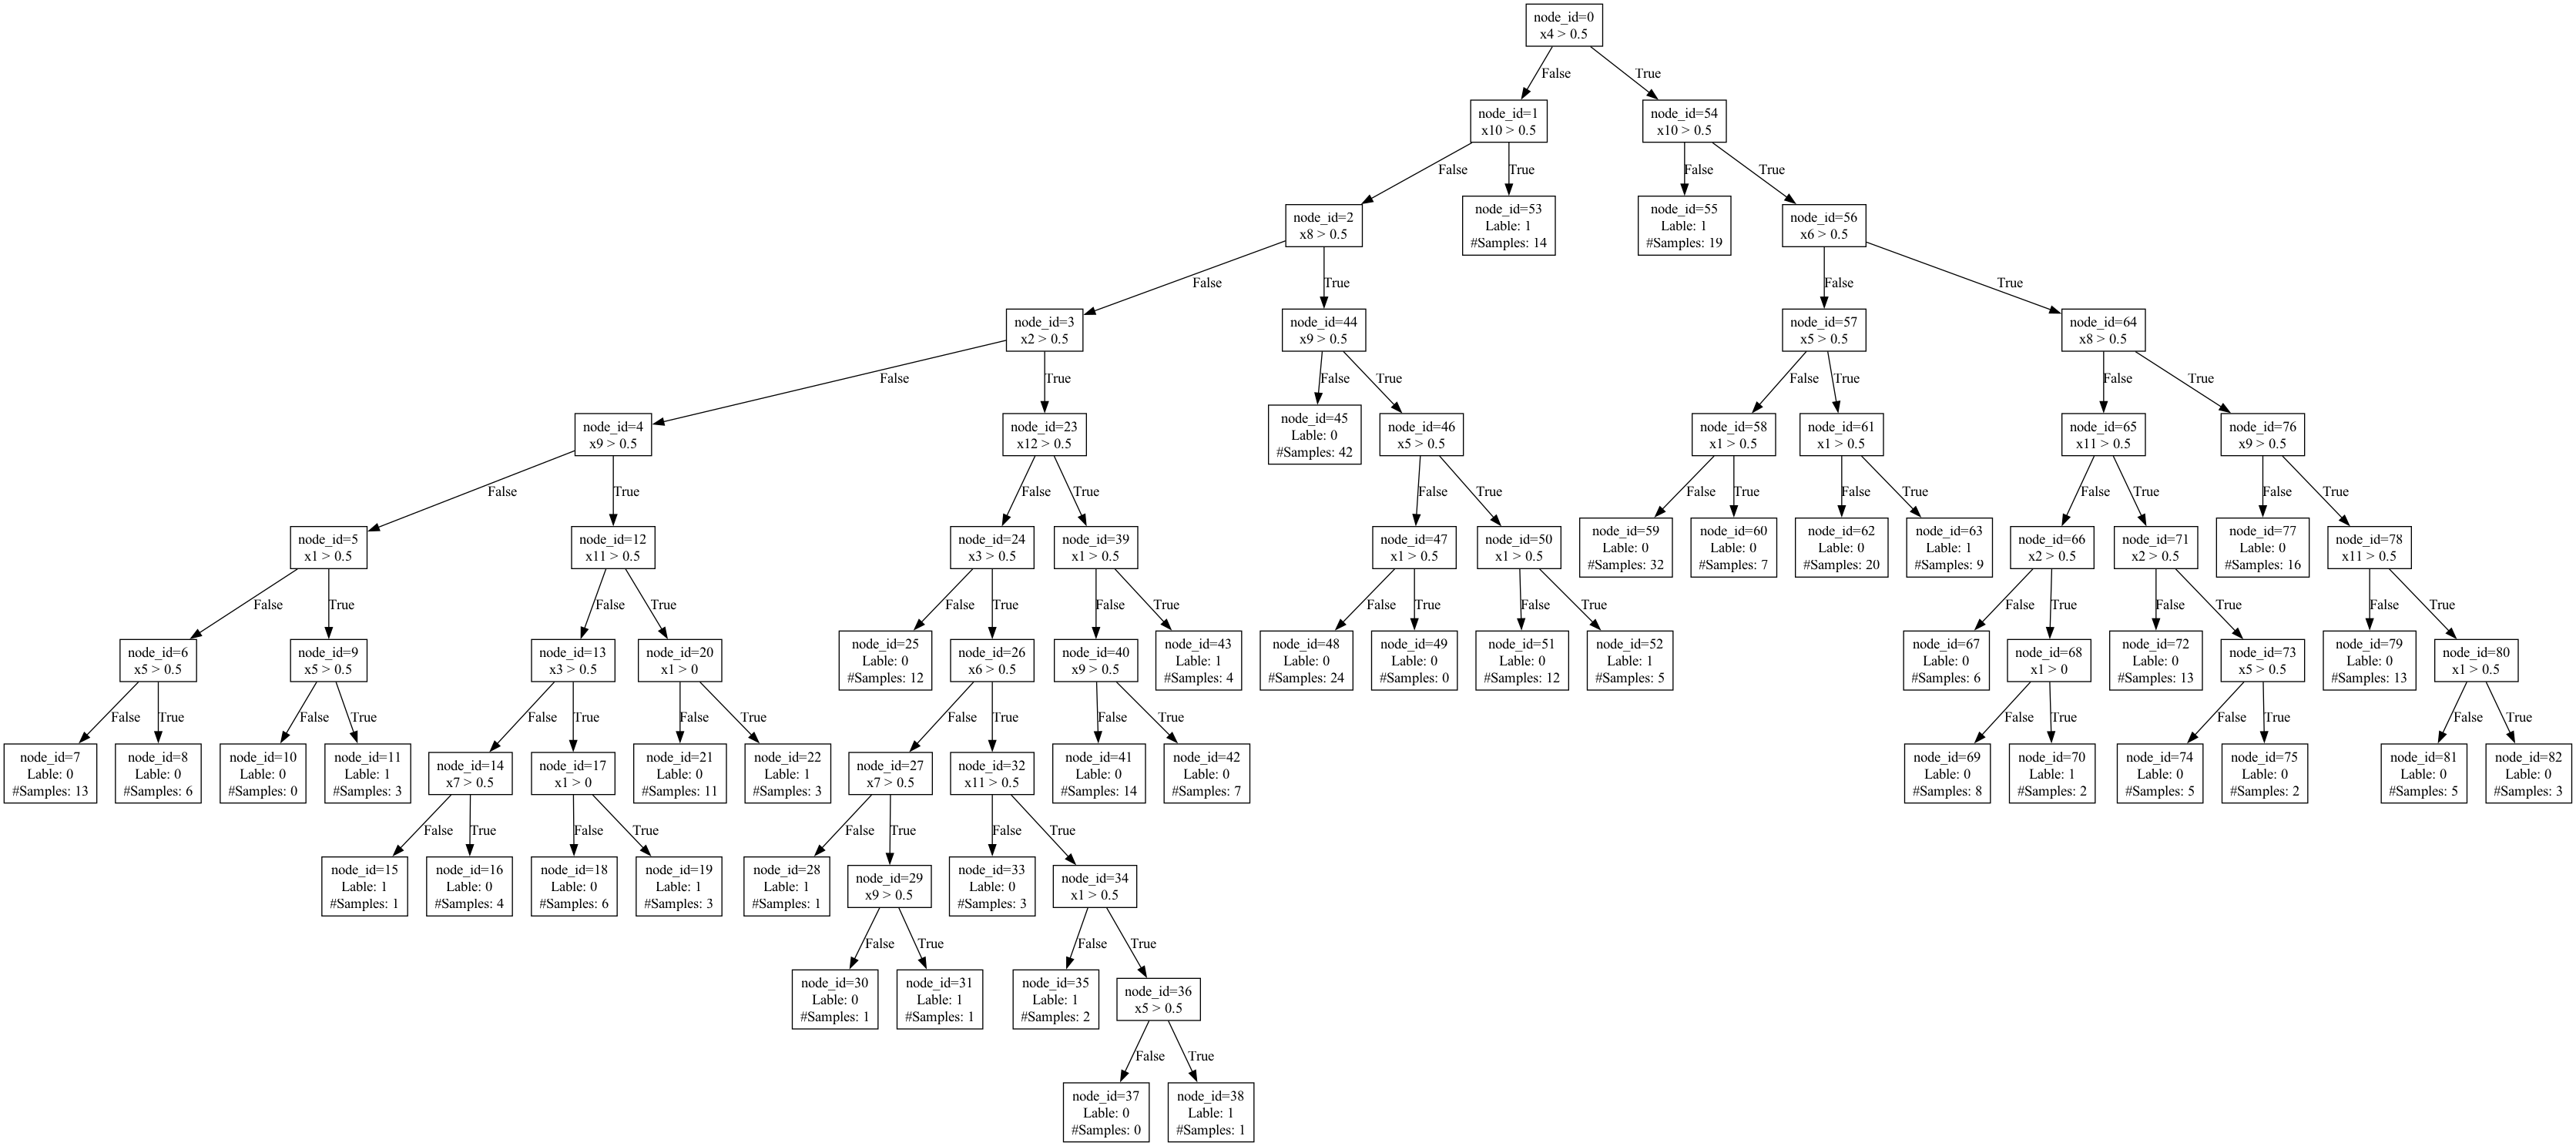 node_id=0
x4 > 0.5
False
True
node_id=1
x10 > 0.5
node_id=54
x10 > 0.5
False
True
False
True
node_id=2
x8 > 0.5
node_id=53
Lable: 1
#Samples: 14
node_id=55
Lable: 1
#Samples: 19
node_id=56
x6 > 0.5
False
True
False
True
node_id=3
x2 > 0.5
node_id=44
x9 > 0.5
node_id=57
x5 > 0.5
node_id=64
x8 > 0.5
False
True
False
True
False
True
False
True
node_id=4
x9 > 0.5
node_id=23
x12 > 0.5
node_id=45
Lable: 0
#Samples: 42
node_id=46
x5 > 0.5
node_id=58
x1 > 0.5
node_id=61
x1 > 0.5
node_id=65
x11 > 0.5
node_id=76
x9 > 0.5
False
True
False
True
False
True
False
True
False
True
False
True
False
True
node_id=5
x1 > 0.5
node_id=12
x11 > 0.5
node_id=24
x3 > 0.5
node_id=39
x1 > 0.5
node_id=47
x1 > 0.5
node_id=50
x1 > 0.5
node_id=59
Lable: 0
#Samples: 32
node_id=60
Lable: 0
#Samples: 7
node_id=62
Lable: 0
#Samples: 20
node_id=63
Lable: 1
#Samples: 9
node_id=66
x2 > 0.5
node_id=71
x2 > 0.5
node_id=77
Lable: 0
#Samples: 16
node_id=78
x11 > 0.5
False
True
False
True
False
True
False
True
False
True
False
True
False
True
False
True
False
True
node_id=6
x5 > 0.5
node_id=9
x5 > 0.5
node_id=13
x3 > 0.5
node_id=20
x1 > 0
node_id=25
Lable: 0
#Samples: 12
node_id=26
x6 > 0.5
node_id=40
x9 > 0.5
node_id=43
Lable: 1
#Samples: 4
node_id=48
Lable: 0
#Samples: 24
node_id=49
Lable: 0
#Samples: 0
node_id=51
Lable: 0
#Samples: 12
node_id=52
Lable: 1
#Samples: 5
node_id=67
Lable: 0
#Samples: 6
node_id=68
x1 > 0
node_id=72
Lable: 0
#Samples: 13
node_id=73
x5 > 0.5
node_id=79
Lable: 0
#Samples: 13
node_id=80
x1 > 0.5
False
True
False
True
False
True
False
True
False
True
False
True
False
True
False
True
False
True
node_id=7
Lable: 0
#Samples: 13
node_id=8
Lable: 0
#Samples: 6
node_id=10
Lable: 0
#Samples: 0
node_id=11
Lable: 1
#Samples: 3
node_id=14
x7 > 0.5
node_id=17
x1 > 0
node_id=21
Lable: 0
#Samples: 11
node_id=22
Lable: 1
#Samples: 3
node_id=27
x7 > 0.5
node_id=32
x11 > 0.5
node_id=41
Lable: 0
#Samples: 14
node_id=42
Lable: 0
#Samples: 7
node_id=69
Lable: 0
#Samples: 8
node_id=70
Lable: 1
#Samples: 2
node_id=74
Lable: 0
#Samples: 5
node_id=75
Lable: 0
#Samples: 2
node_id=81
Lable: 0
#Samples: 5
node_id=82
Lable: 0
#Samples: 3
False
True
False
True
False
True
False
True
node_id=15
Lable: 1
#Samples: 1
node_id=16
Lable: 0
#Samples: 4
node_id=18
Lable: 0
#Samples: 6
node_id=19
Lable: 1
#Samples: 3
node_id=28
Lable: 1
#Samples: 1
node_id=29
x9 > 0.5
node_id=33
Lable: 0
#Samples: 3
node_id=34
x1 > 0.5
False
True
False
True
node_id=30
Lable: 0
#Samples: 1
node_id=31
Lable: 1
#Samples: 1
node_id=35
Lable: 1
#Samples: 2
node_id=36
x5 > 0.5
False
True
node_id=37
Lable: 0
#Samples: 0
node_id=38
Lable: 1
#Samples: 1